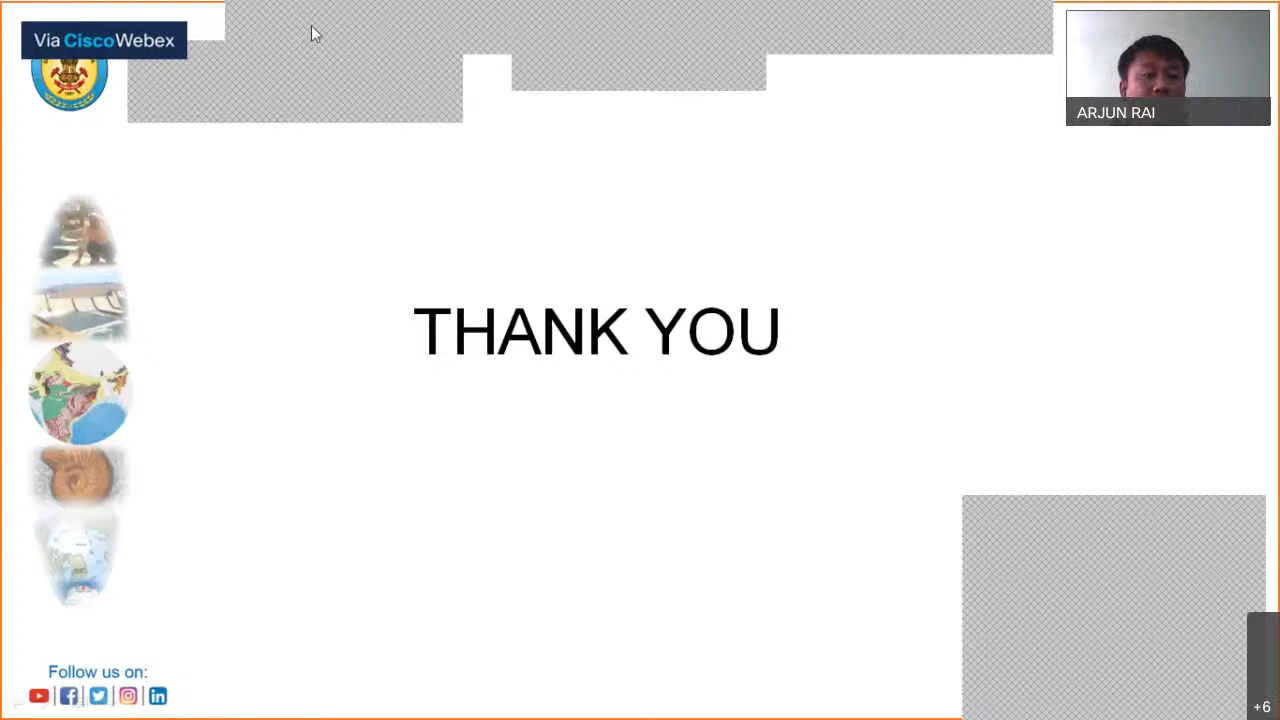 Via CiscoWebex
ARJUN RAI
THANK YOU
Follow us on:
+6